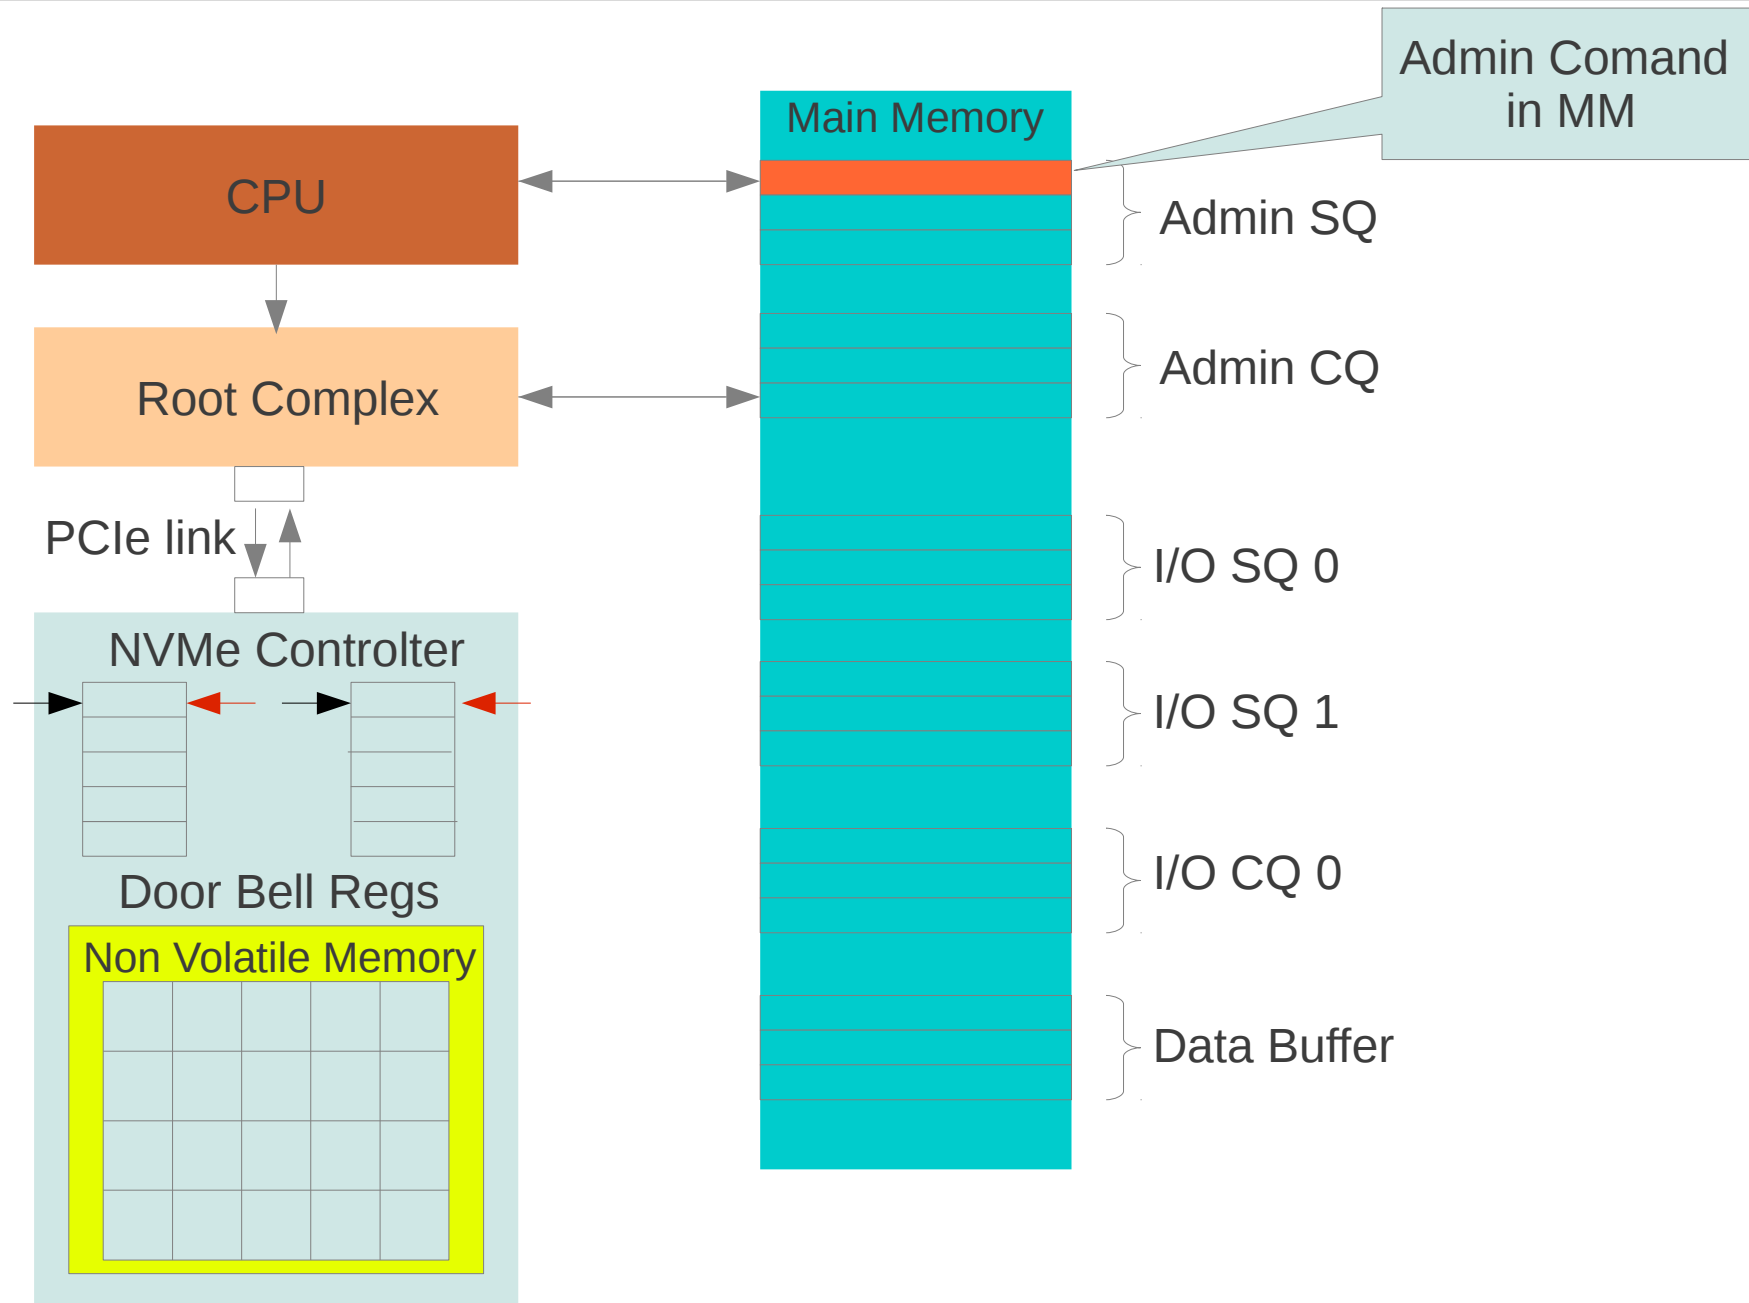 Admin Comand
in MM
Main Memory
CPU
Admin SQ
Root Complex
Admin CQ
PCIe link
I/O SQ 0
NVMe Controlter
I/O SQ 1
Door Bell Regs
I/O CQ 0
Non Volatile Memory
Data Buffer